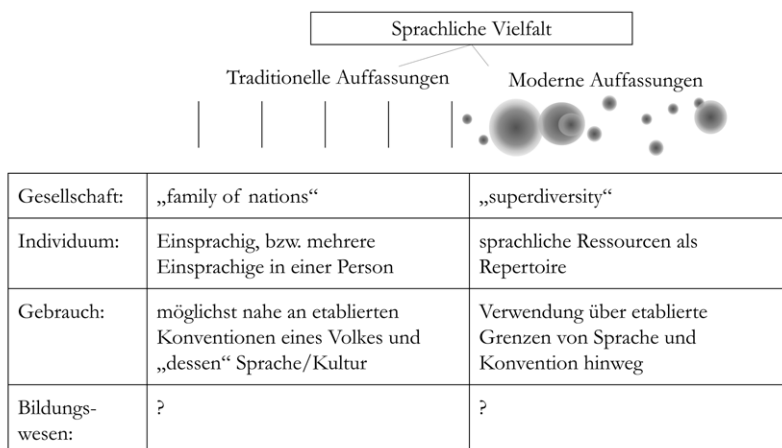 Sprachliche Vielfalt
Traditionelle Auffassungen
Moderne Auffassungen
Gesellschaft:
„family of nations“
„superdiversity“
Individuum:
Einsprachig, bzw. mehrere
Einsprachige in einer Person
sprachliche Ressourcen als
Repertoire
Gebrauch:
möglichst nahe an etablierten
Konventionen eines Volkes und
„dessen“ Sprache/Kultur
Verwendung über etablierte
Grenzen von Sprache und
Konvention hinweg
Bildungs-
wesen:
?
?